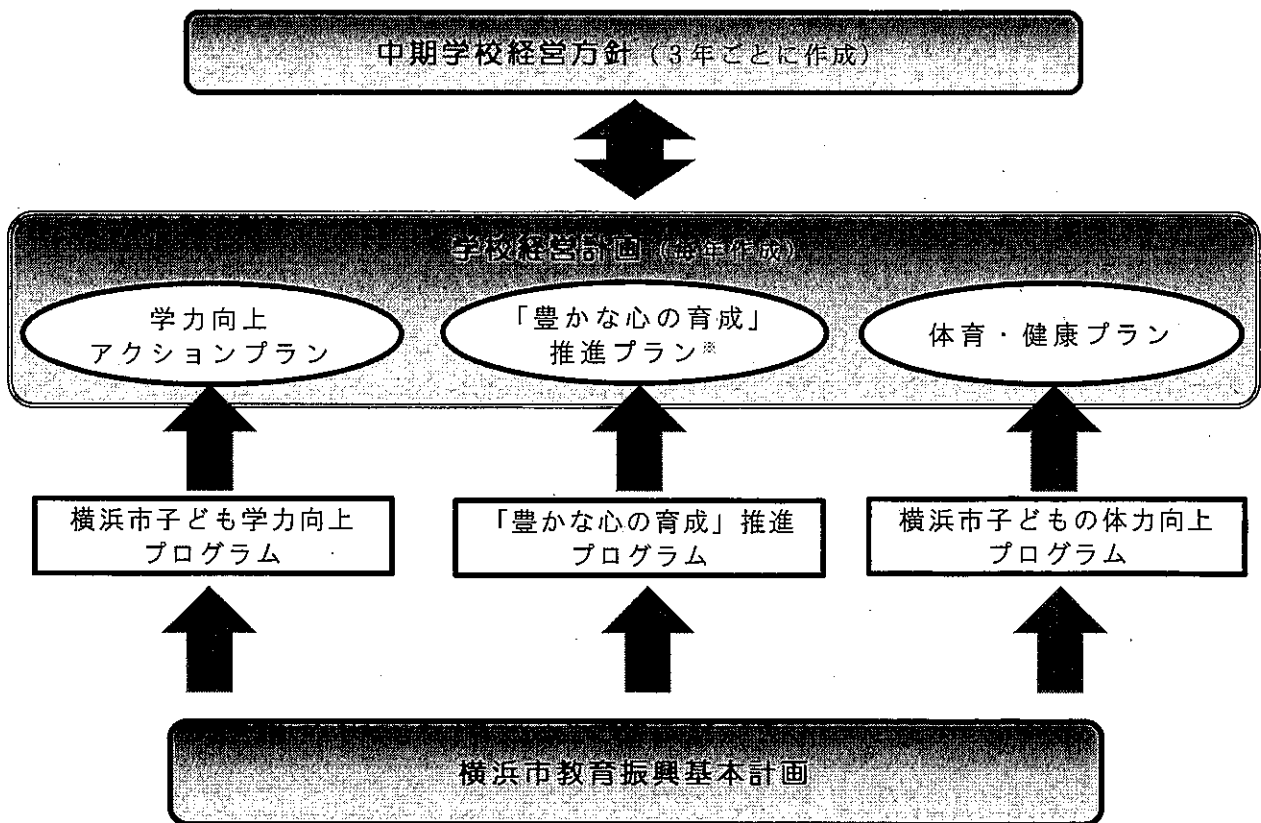 中期学校経営方針（3年ごとに作成）
学校経営計画（毎年作成）
学力向上
アクションプラン
「豊かな心の育成」
推進プラン※
体育・健康プラン
横浜市子ども学力向上
プログラム
「豊かな心の育成」推進
プログラム
横浜市子どもの体力向上
プログラム
横浜市教育振興基本計画